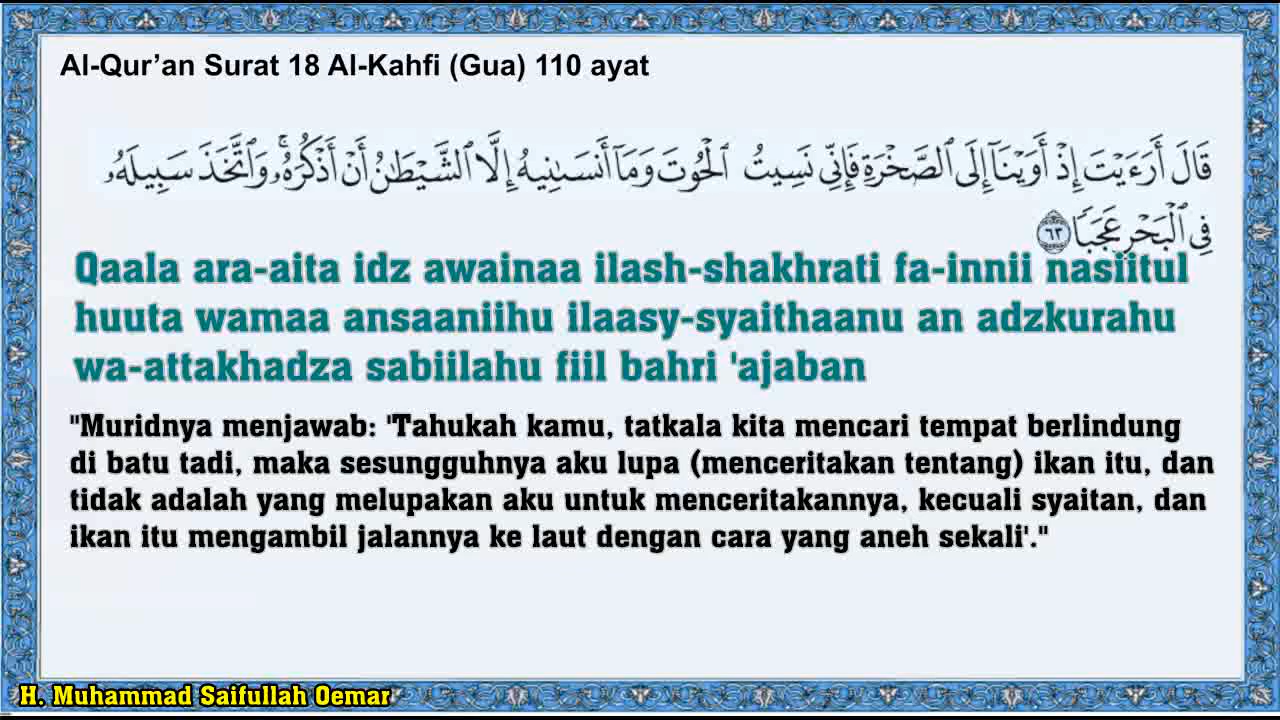 Al-Qur’an Surat 18 Al-Kahfi (Gua) 110 ayat
قَالَ أَرَءَيْتَ إِذْ أَوَيْنَآ إِلَى ٱلصَّخْرَةِ فَإِنِّى نَسِيتُ ٱلْحُوتَ وَمَآ أَنسَىٰنِيهُ إِلَّا ٱلشَّيْطَـٰنُ أَنْ أَذْكُرَهُۥ ۚ وَٱتَّخَذَ سَبِيلَهُۥ
فِى ٱلْبَحْرِ عَجَبًا ٦٣
Qaala ara-aita idz awainaa ilash-shakhrati fa-innii nasiitul
huuta wamaa ansaaniihu ilaasy-syaithaanu an adzkurahu
wa-attakhadza sabiilahu fiil bahri 'ajaban
"Muridnya menjawab: 'Tahukah kamu, tatkala kita mencari tempat berlindung
di batu tadi, maka sesungguhnya aku lupa (menceritakan tentang) ikan itu, dan
tidak adalah yang melupakan aku untuk menceritakannya, kecuali syaitan, dan
ikan itu mengambil jalannya ke laut dengan cara yang aneh sekali'."
H. Muhammad Saifullah Oemar